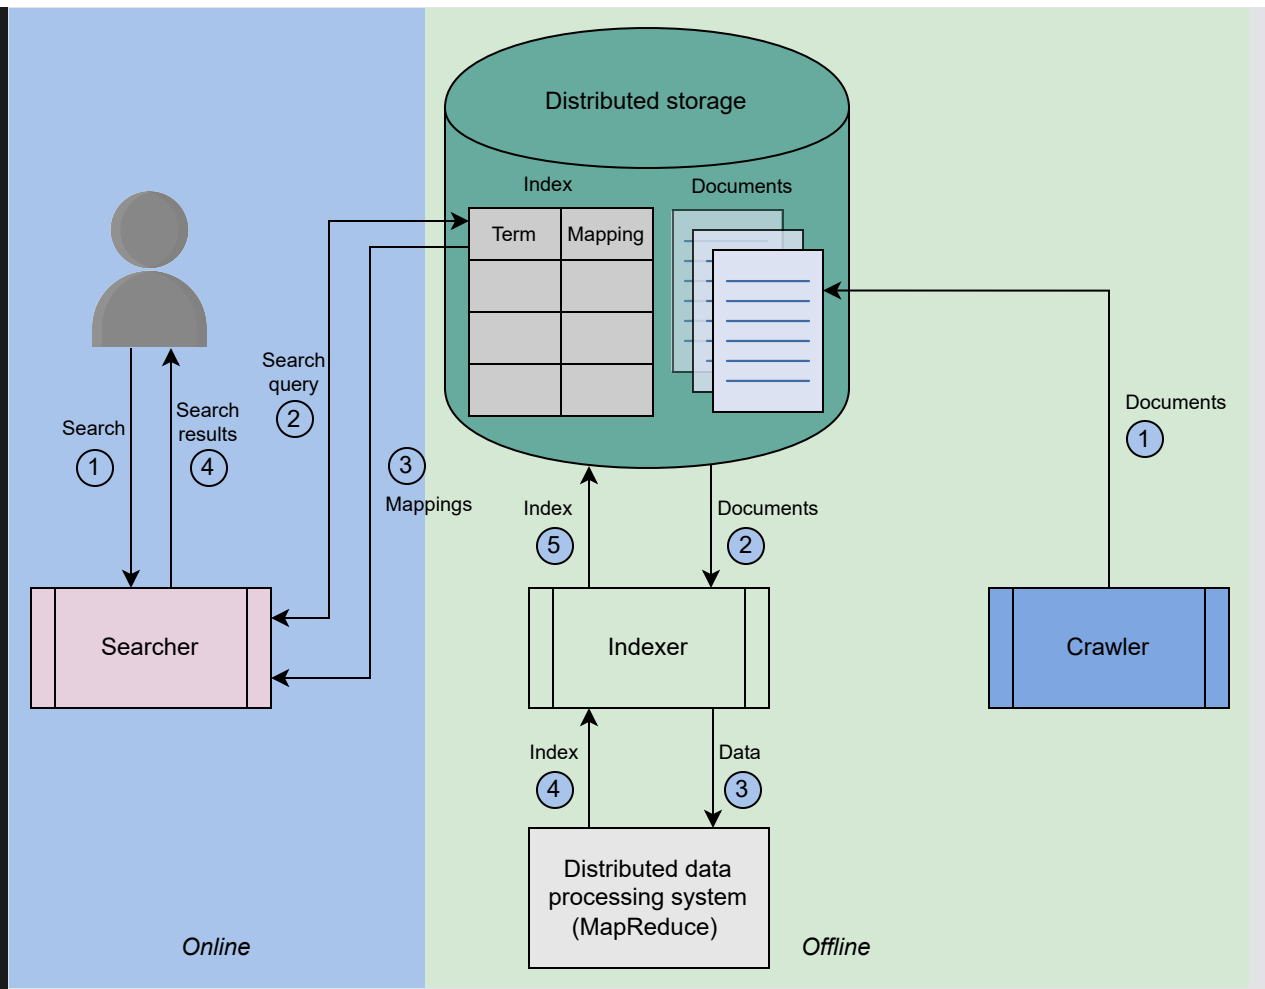 Distributed storage
Index
Documents
Term
Mapping
Search
query
2
Search
1
Search
results
4
3
Mappings
Documents
1
Index
5
Documents
2
Searcher
Indexer
Crawler
Index
4
Data
3
Distributed data
processing system
(MapReduce)
Online
Offline